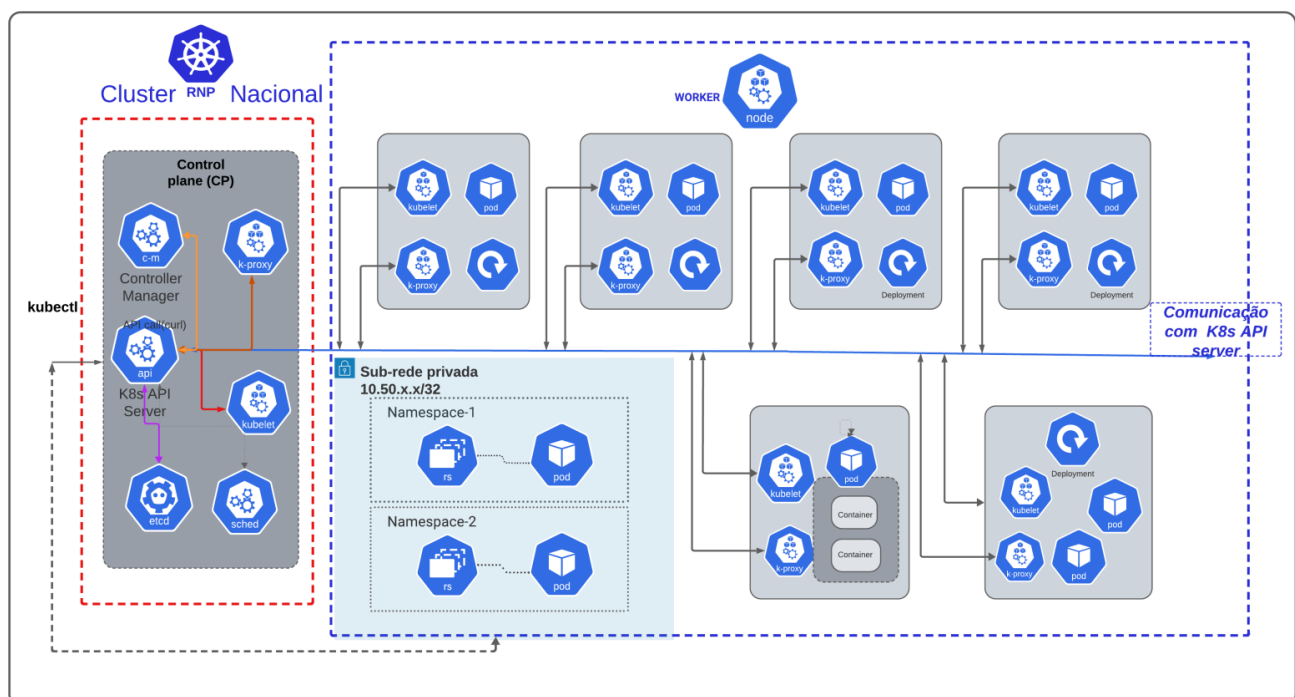 Cluster RNP Nacional
WORKER
node
Control
plane (CP)
c-m
k-proxy
Controller
Manager
kubectl
API call(curl)
api
K8s API
Server
kubelet
etcd
sched
kubelet
pod
k-proxy
kubelet
pod
k-proxy
kubelet
pod
k-proxy
Deployment
kubelet
pod
k-proxy
Deployment
Comunicação
com K8s API
server
Sub-rede privada
10.50.x.x/32
Namespace-1
rs
pod
Namespace-2
rs
pod
kubelet
pod
Container
k-proxy
Container
Deployment
kubelet
pod
k-proxy
pod